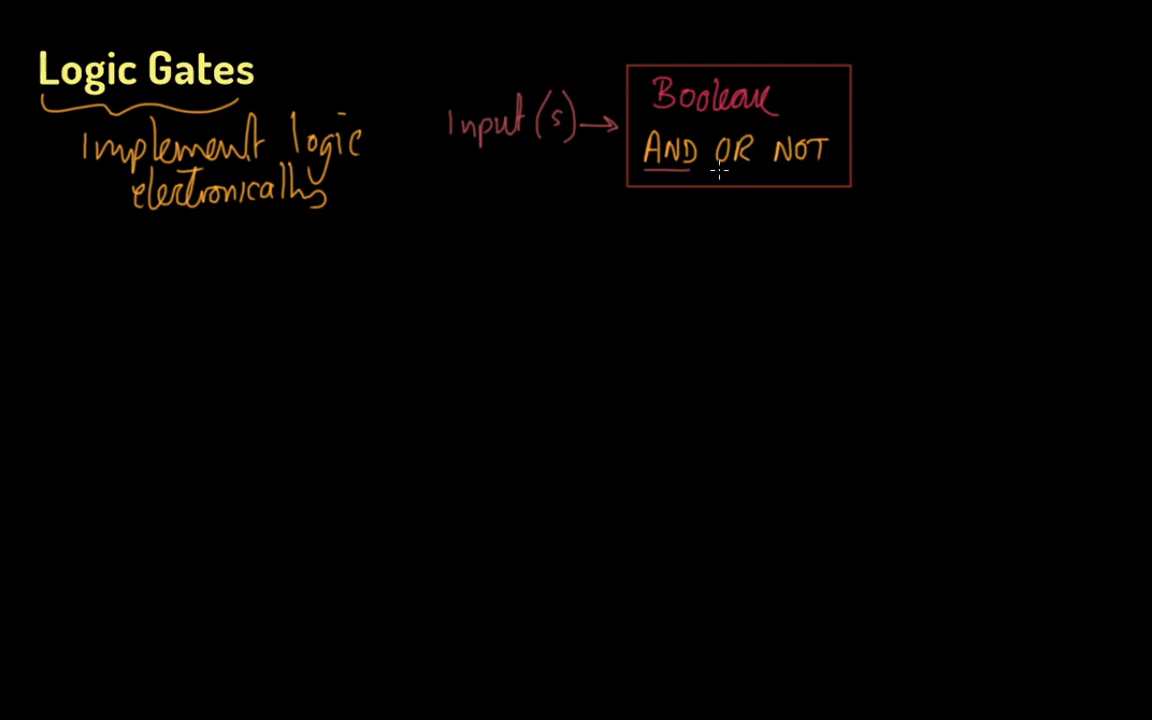 Logic Gates
Implement logic
electronically
Input (s) →
Boolean
AND OR NOT